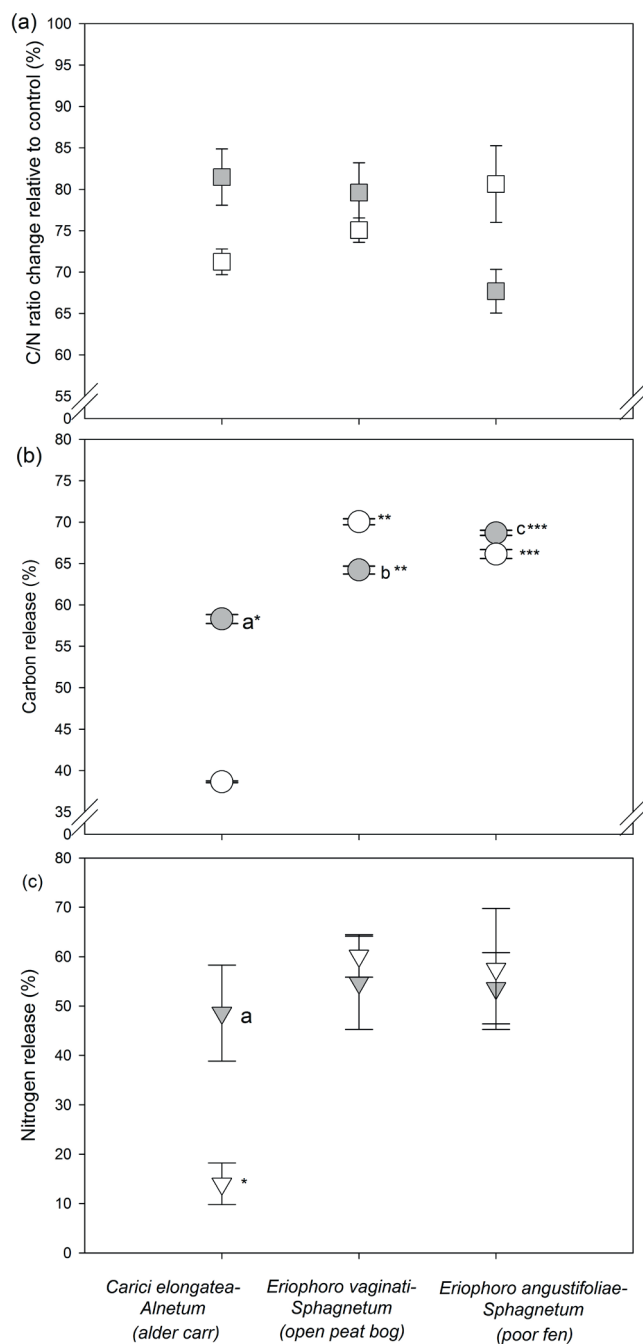 (a)
C/N ratio change relative to control (%)
100
95
90
85
80
75
70
65
60
55
0
(b)
Carbon release (%)
80
75
70
65
60
55
50
45
40
35
0
**
c ***
b **
***
a*
(c)
Nitrogen release (%)
80
70
60
50
40
30
20
10
0
a
*
Carici elongatea-
Alnetum
(alder carr)
Eriophoro vaginati-
Sphagnetum
(open peat bog)
Eriophoro angustifoliae-
Sphagnetum
(poor fen)